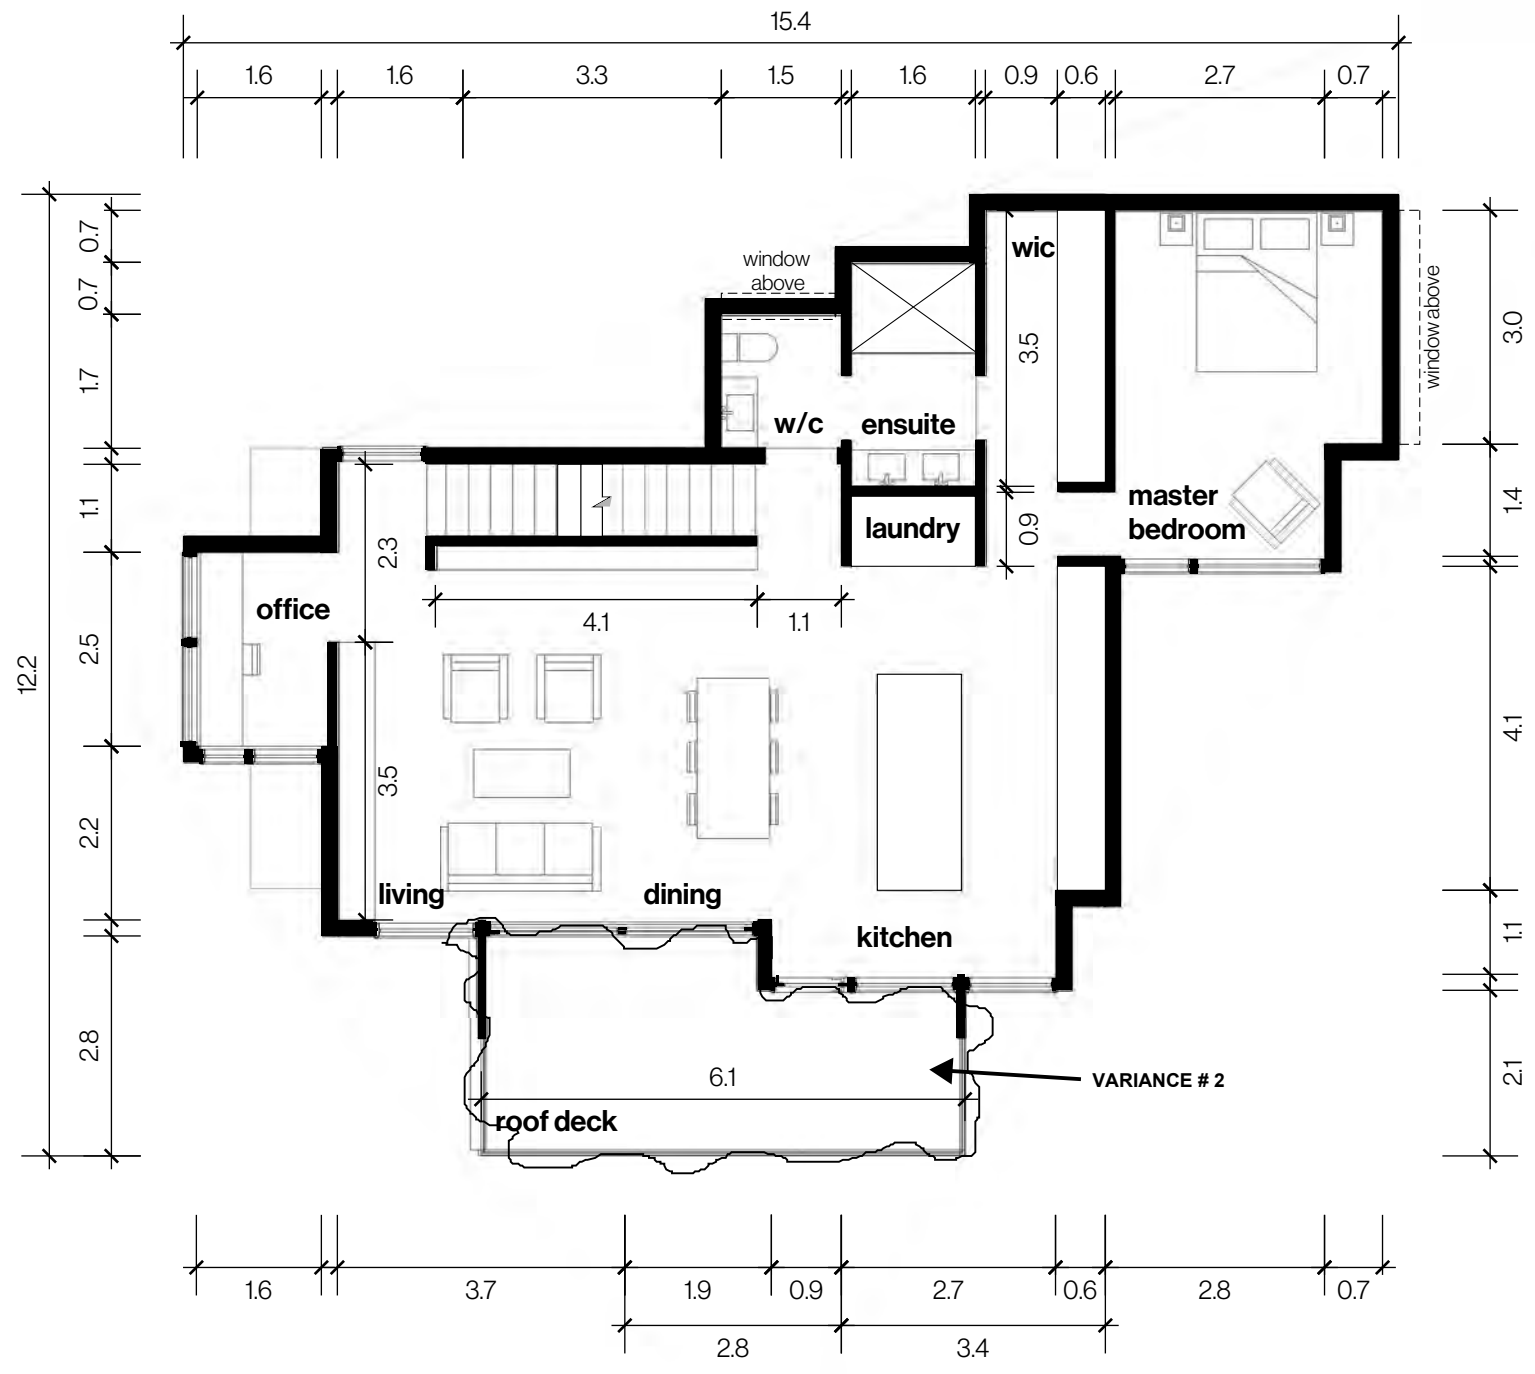 15.4
1.6 1.6 3.3 1.5 1.6 0.9 0.6 2.7 0.7
12.2
0.7
0.7
1.7
1.1
2.5
2.2
2.8
window
above
wic
3.5
window above
3.0
w/c
ensuite
master
bedroom
1.4
laundry
0.9
2.3
office
4.1 1.1
4.1
3.5
living
dining
kitchen
1.1
6.1
VARIANCE # 2
2.1
roof deck
1.6 3.7 1.9 0.9 2.7 0.6 2.8 0.7
2.8 3.4